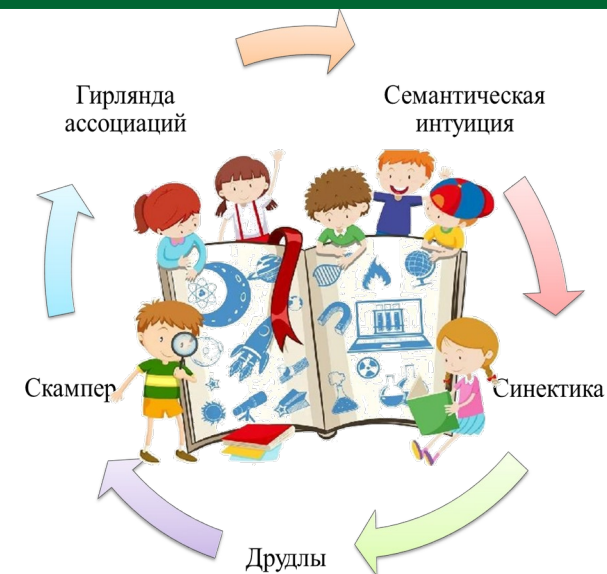 Гирлянда
ассоциаций
Семантическая
интуиция
Скампер
Синектика
Друдлы